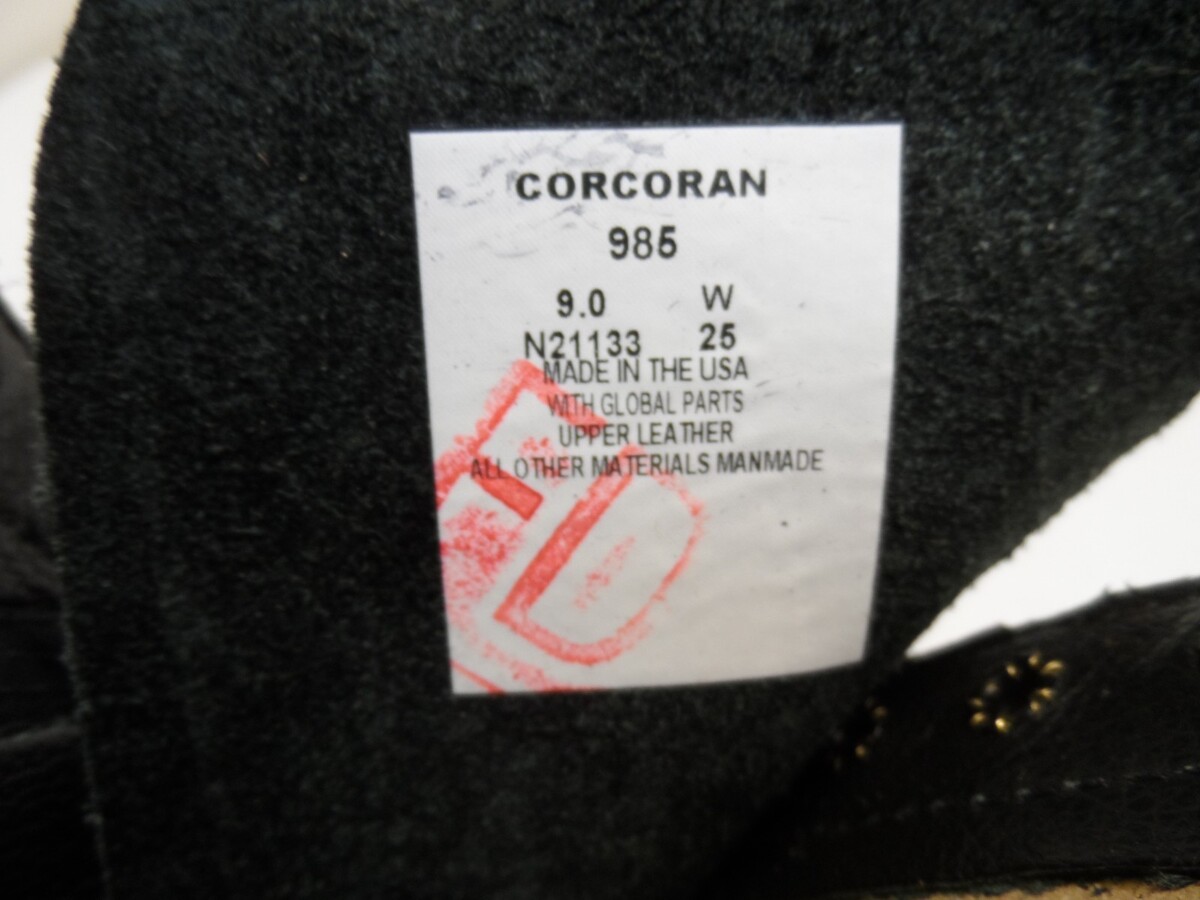 CORCORAN
985
9.0 W
N21133 25
MADE IN THE USA
WITH GLOBAL PARTS
UPPER LEATHER
ALL OTHER MATERIALS MANMADE
ED